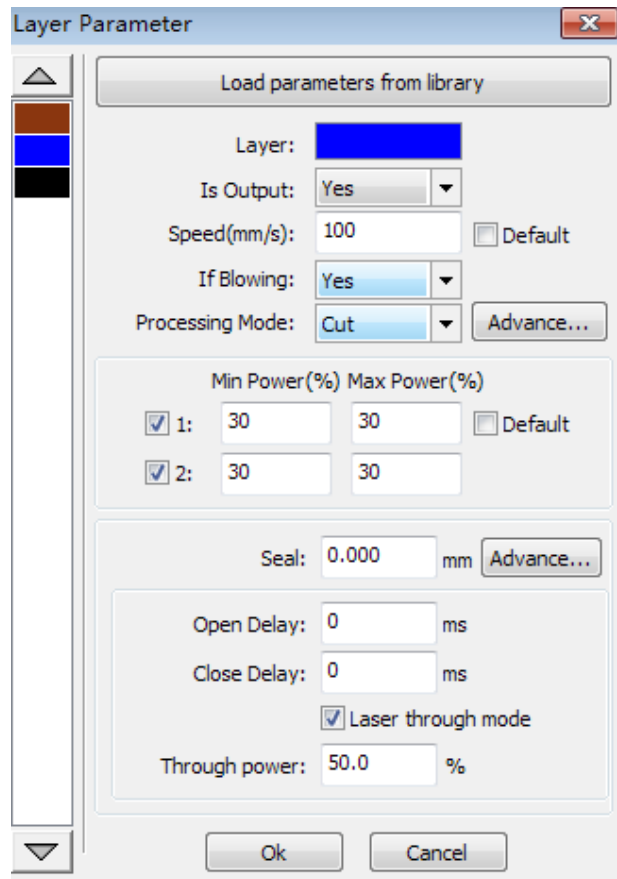 Layer Parameter
Load parameters from library
Layer:
Is Output: Yes
Speed(mm/s): 100 Default
If Blowing: Yes
Processing Mode: Cut Advance...
Min Power(%) Max Power(%)
1: 30 30 Default
2: 30 30
Seal: 0.000 mm Advance...
Open Delay: 0 ms
Close Delay: 0 ms
Laser through mode
Through power: 50.0 %
Ok Cancel